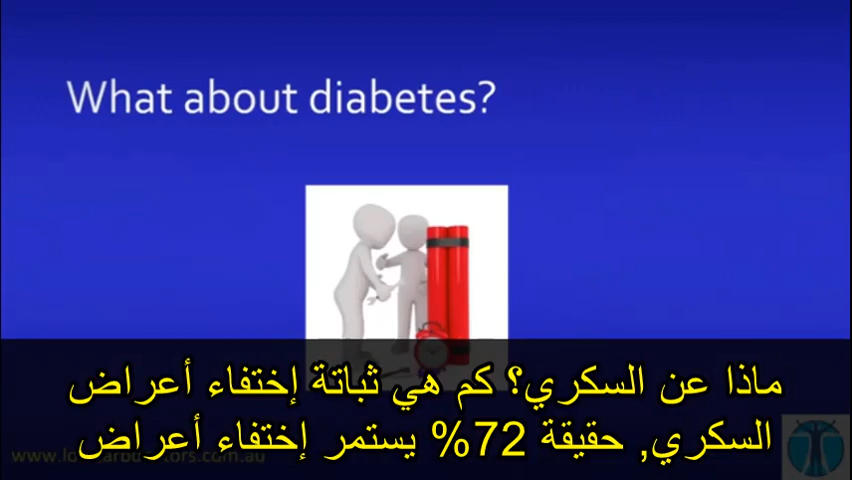 What about diabetes?
ماذا عن السكري؟ كم هي ثباتة إختفاء أعراض
السكري, حقيقة 72% يستمر إختفاء أعراض